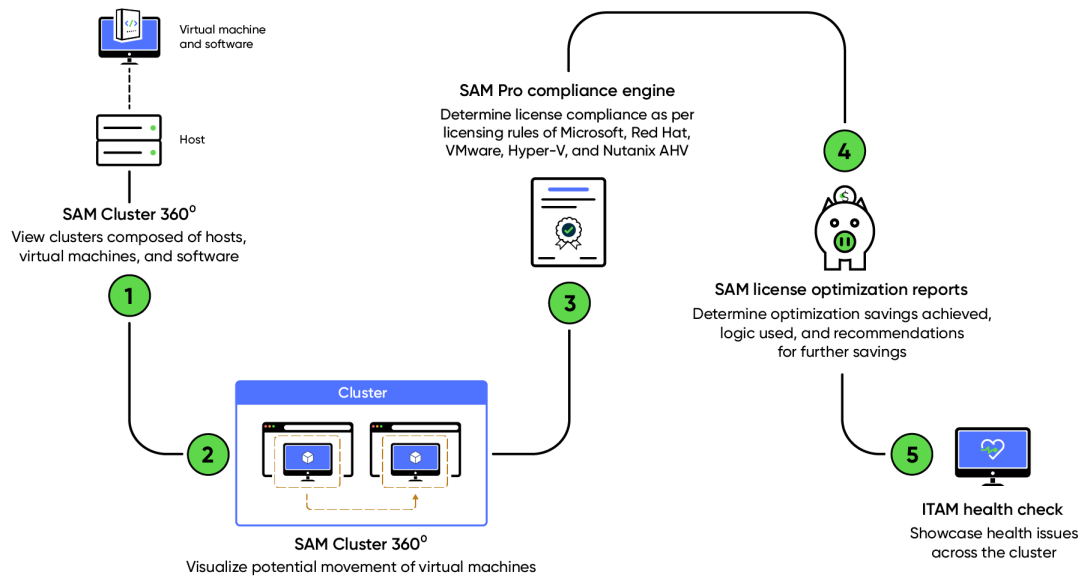 Virtual machine
and software
Host
SAM Cluster 360⁰
View clusters composed of hosts,
virtual machines, and software
1
2
Cluster
SAM Cluster 360⁰
Visualize potential movement of virtual machines
SAM Pro compliance engine
Determine license compliance as per
licensing rules of Microsoft, Red Hat,
VMware, Hyper-V, and Nutanix AHV
3
4
$
SAM license optimization reports
Determine optimization savings achieved,
logic used, and recommendations
for further savings
5
ITAM health check
Showcase health issues
across the cluster